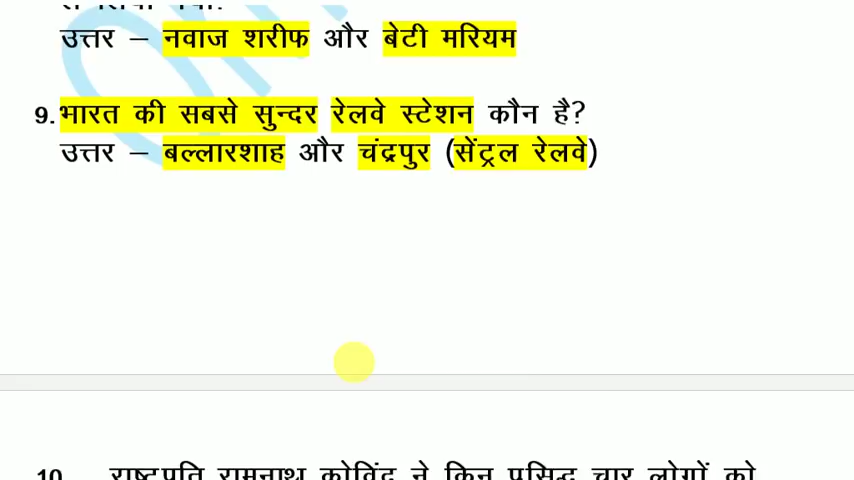 उत्तर – नवाज शरीफ और बेटी मरियम
9. भारत की सबसे सुन्दर रेलवे स्टेशन कौन है?
उत्तर – बल्लारशाह और चंद्रपुर (सेंट्रल रेलवे)
10. राष्ट्रपति रामनाथ कोविंद ने किन प्रसिद्ध चार लोगों को